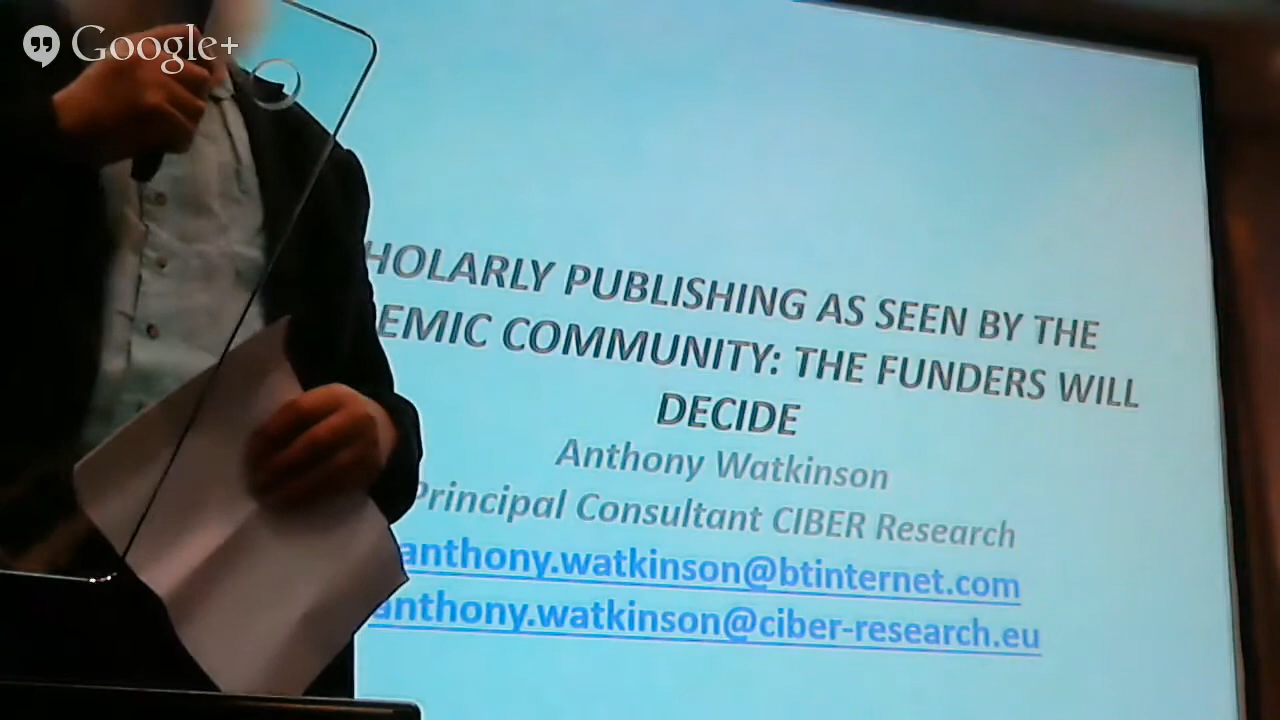 Google+
HOLARLY PUBLISHING AS SEEN BY THE
EMIC COMMUNITY: THE FUNDERS WILL
DECIDE
Anthony Watkinson
Principal Consultant CIBER Research
anthony.watkinson@btinternet.com
anthony.watkinson@ciber-research.eu